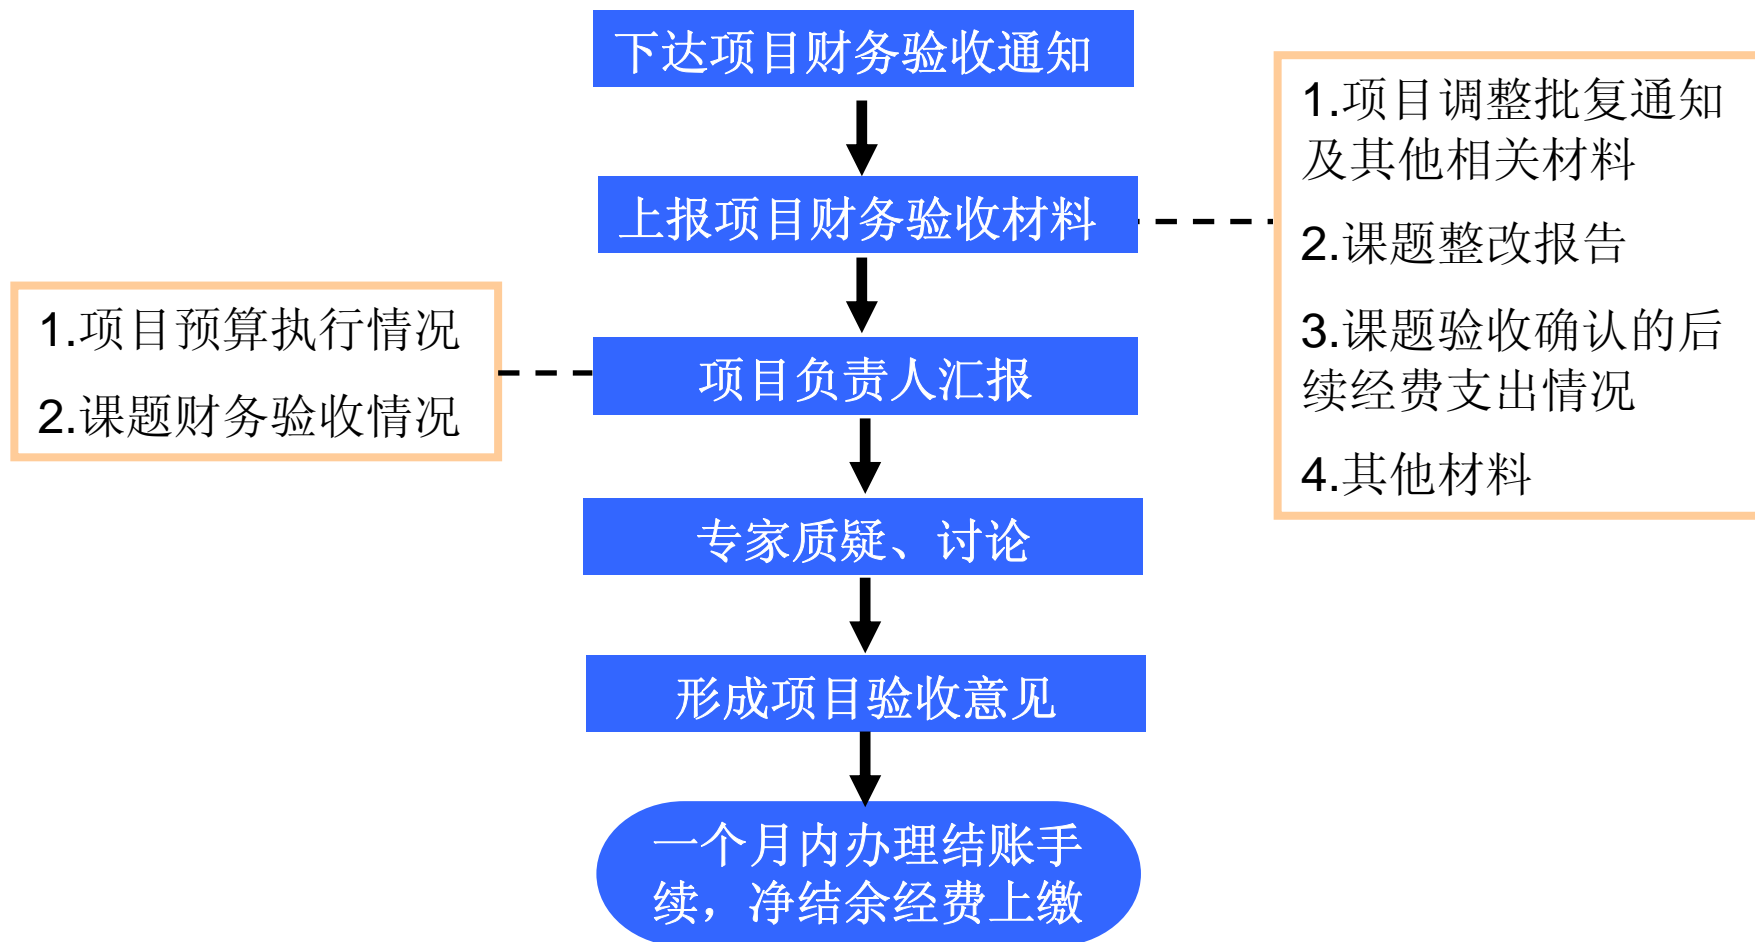 下达项目财务验收通知
上报项目财务验收材料
1.项目调整批复通知
及其他相关材料
2.课题整改报告
3.课题验收确认的后
续经费支出情况
4.其他材料
1.项目预算执行情况
2.课题财务验收情况
项目负责人汇报
专家质疑、讨论
形成项目验收意见
一个月内办理结账手
续，净结余经费上缴